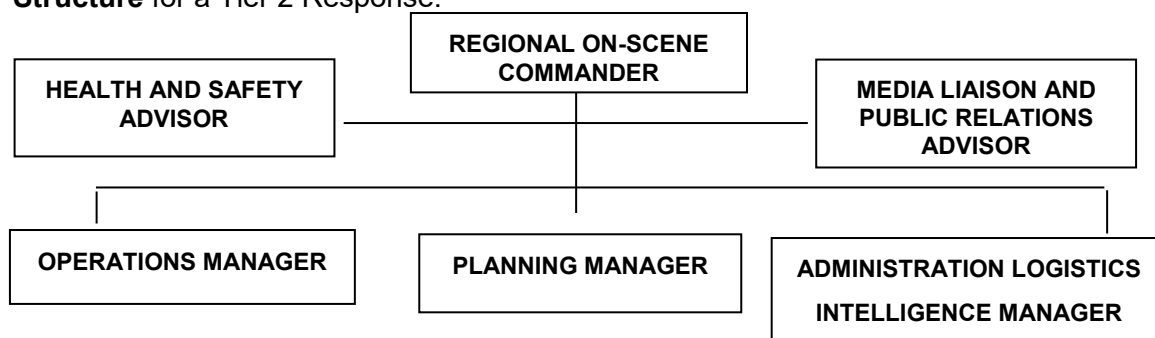 Structure for a Tier 2 Response.
REGIONAL ON-SCENE
COMMANDER
HEALTH AND SAFETY
ADVISOR
MEDIA LIAISON AND
PUBLIC RELATIONS
ADVISOR
OPERATIONS MANAGER
PLANNING MANAGER
ADMINISTRATION LOGISTICS
INTELLIGENCE MANAGER